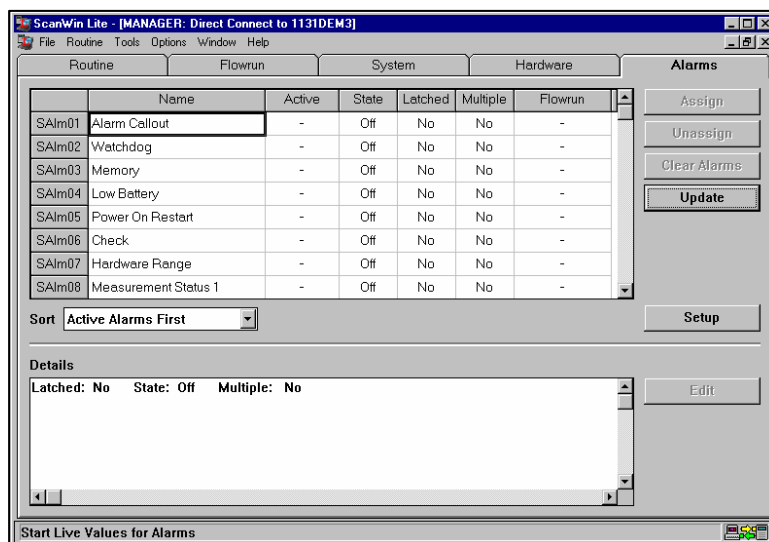 ScanWin Lite - [MANAGER: Direct Connect to 1131DEM3]
File Routine Tools Options Window Help
Routine Flowrun System Hardware Alarms
Name Active State Latched Multiple Flowrun
SAlm01 Alarm Callout - Off No No -
SAlm02 Watchdog - Off No No -
SAlm03 Memory - Off No No -
SAlm04 Low Battery - Off No No -
SAlm05 Power On Restart - Off No No -
SAlm06 Check - Off No No -
SAlm07 Hardware Range - Off No No -
SAlm08 Measurement Status 1 - Off No No -
Assign
Unassign
Clear Alarms
Update
Sort Active Alarms First
Setup
Details
Latched: No State: Off Multiple: No
Edit
Start Live Values for Alarms